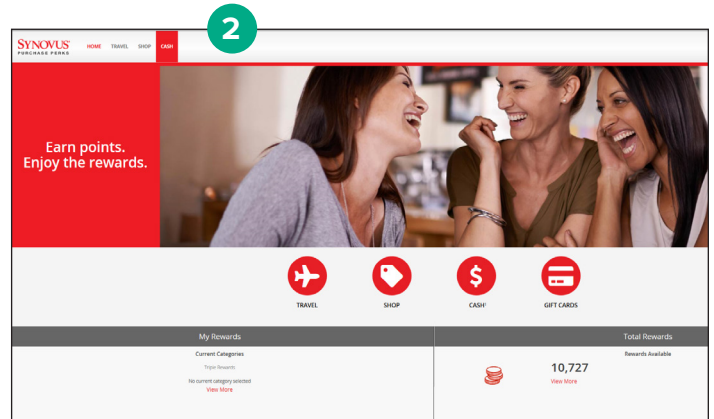 2
SYNOVUS®
PURCHASE PERKS
HOME TRAVEL SHOP CASH
Earn points.
Enjoy the rewards.
TRAVEL SHOP CASH¹ GIFT CARDS
My Rewards Total Rewards
Current Categories Rewards Available
Triple Rewards
No current category selected
View More
10,727
View More